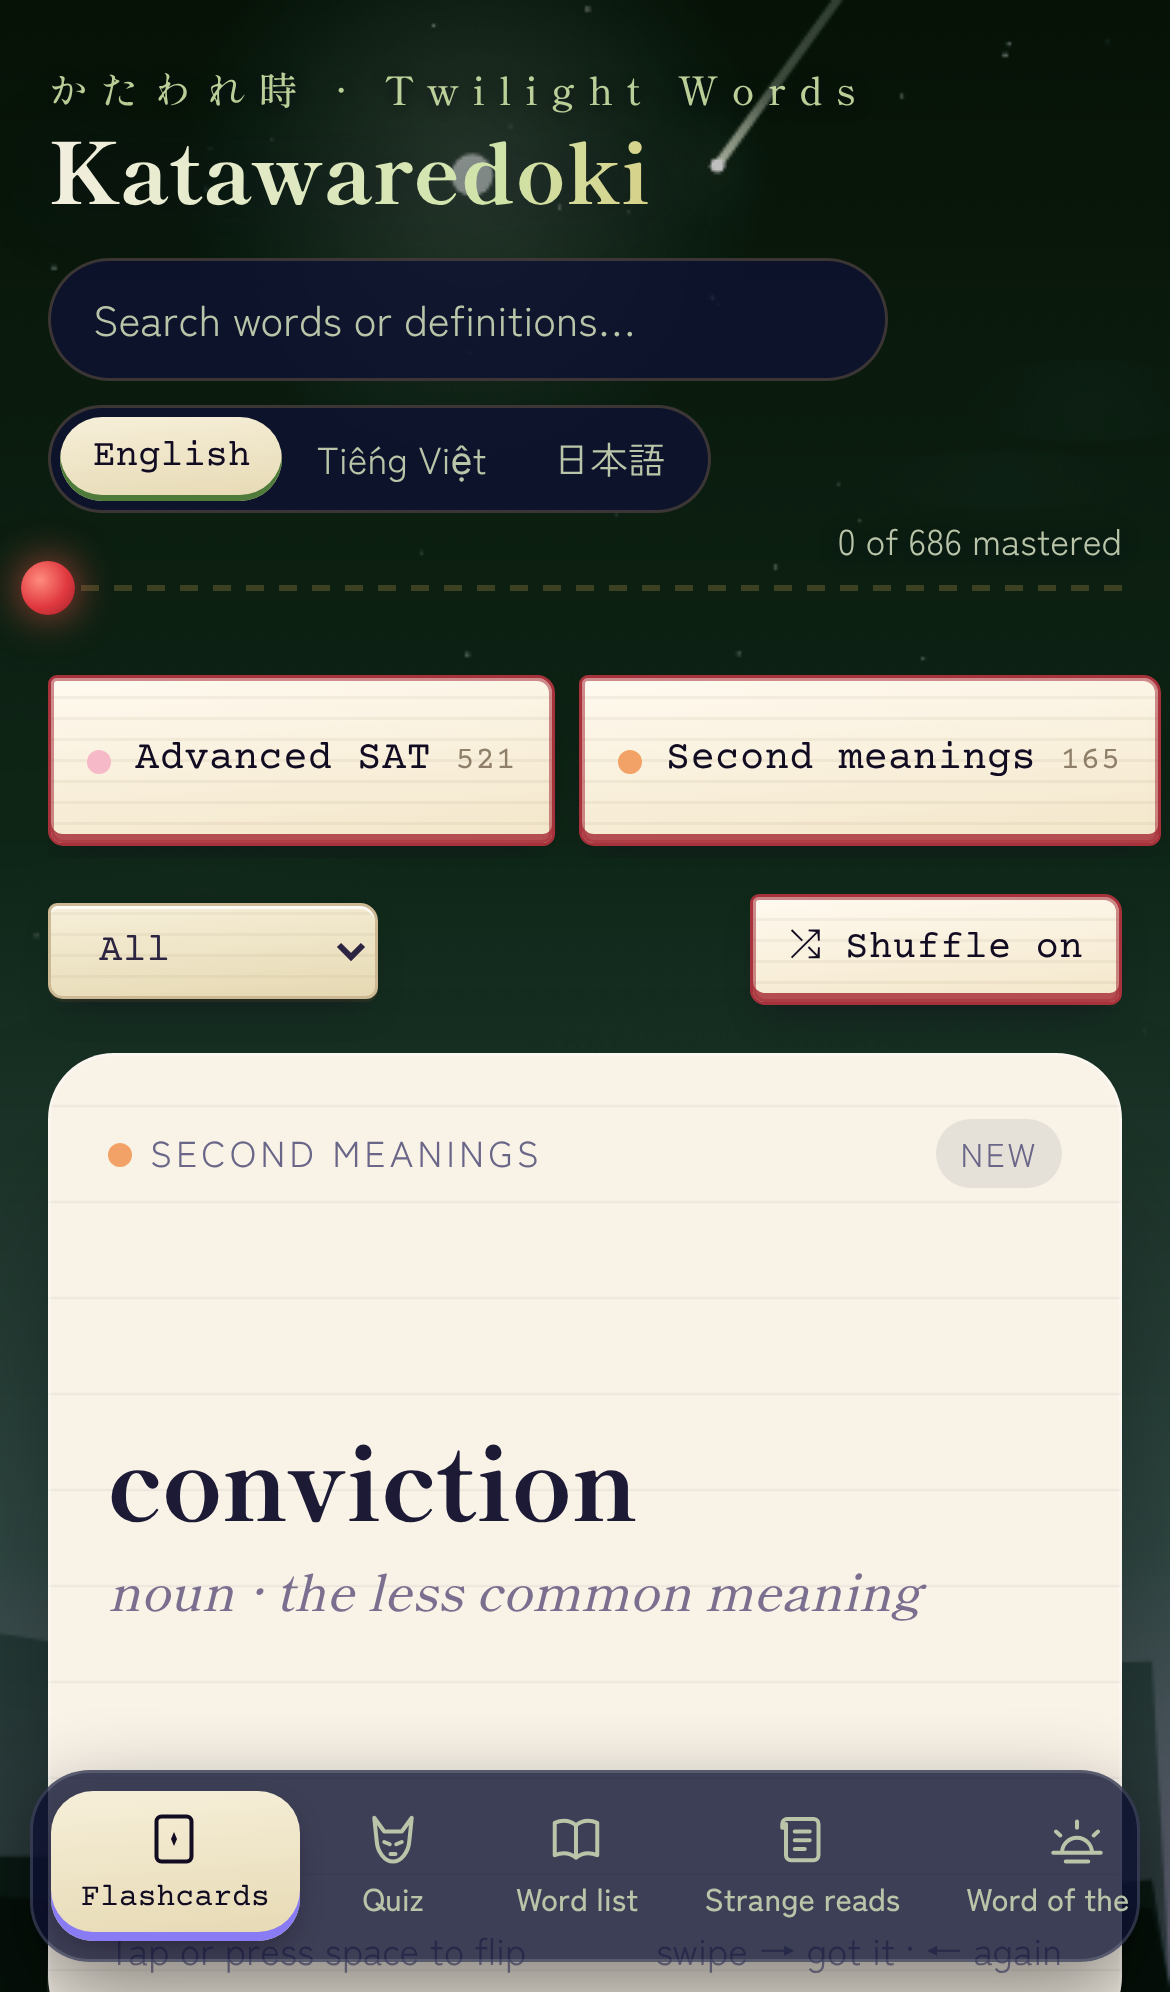 かたわれ時 · Twilight Words
Katawaredoki
Search words or definitions...
English Tiếng Việt 日本語
0 of 686 mastered
Advanced SAT 521 Second meanings 165
All Shuffle on
SECOND MEANINGS NEW
conviction
noun · the less common meaning
Flashcards Quiz Word list Strange reads Word of the
Tap or press space to flip swipe → got it · ← again